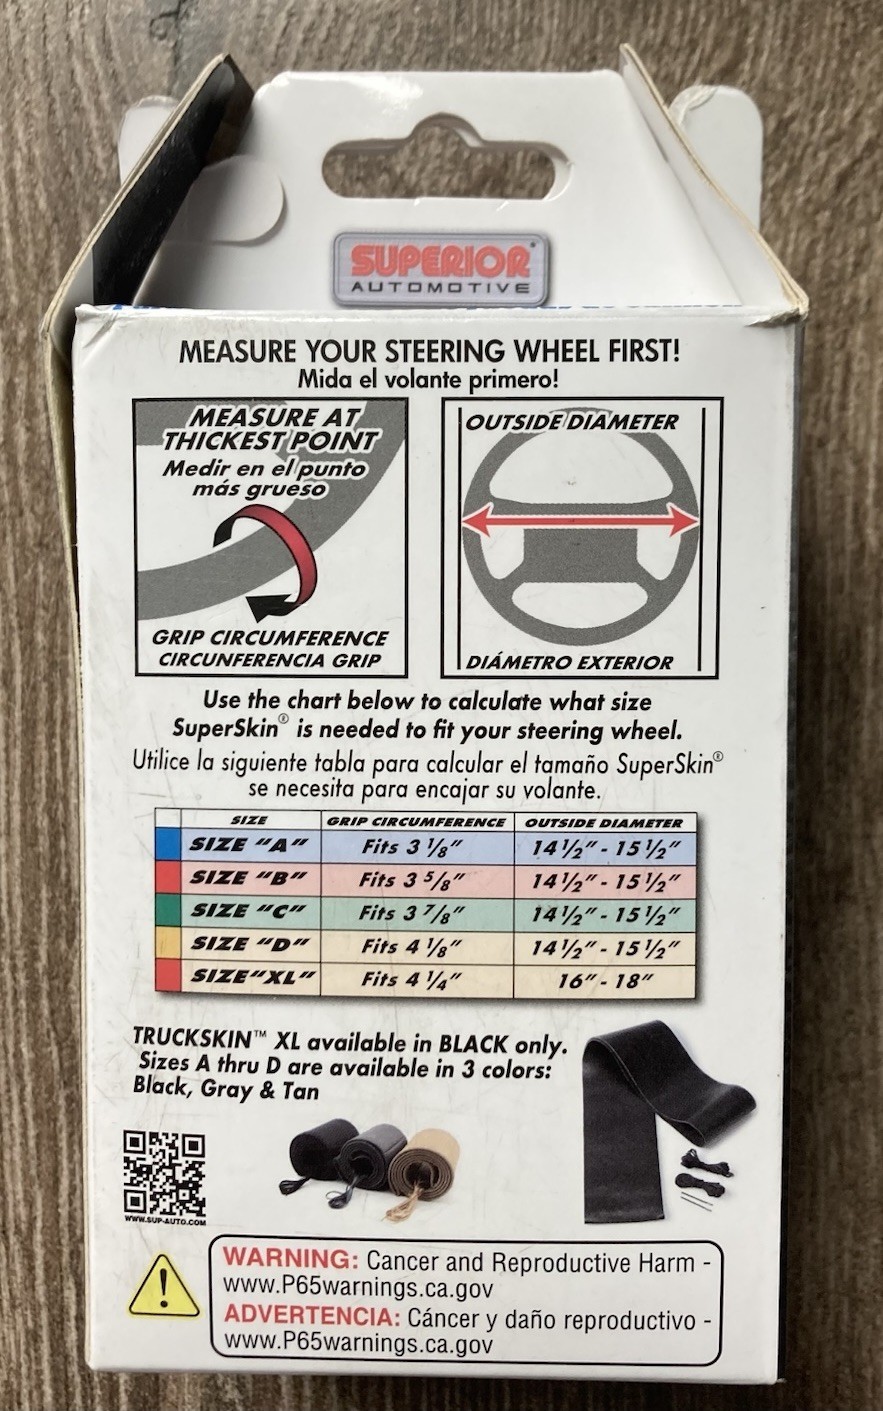 SUPERIOR®
AUTOMOTIVE
MEASURE YOUR STEERING WHEEL FIRST!
Mida el volante primero!
MEASURE AT
THICKEST POINT
Medir en el punto
más grueso
GRIP CIRCUMFERENCE
CIRCUNFERENCIA GRIP
OUTSIDE DIAMETER
DIÁMETRO EXTERIOR
Use the chart below to calculate what size
SuperSkin® is needed to fit your steering wheel.
Utilice la siguiente tabla para calcular el tamaño SuperSkin®
se necesita para encajar su volante.
SIZE GRIP CIRCUMFERENCE OUTSIDE DIAMETER
SIZE "A" Fits 3 1/8" 14 1/2" - 15 1/2"
SIZE "B" Fits 3 5/8" 14 1/2" - 15 1/2"
SIZE "C" Fits 3 7/8" 14 1/2" - 15 1/2"
SIZE "D" Fits 4 1/8" 14 1/2" - 15 1/2"
SIZE "XL" Fits 4 1/4" 16" - 18"
TRUCKSKIN™ XL available in BLACK only.
Sizes A thru D are available in 3 colors:
Black, Gray & Tan
WWW.SUP-AUTO.COM
WARNING: Cancer and Reproductive Harm -
www.P65warnings.ca.gov
ADVERTENCIA: Cáncer y daño reproductivo -
www.P65warnings.ca.gov